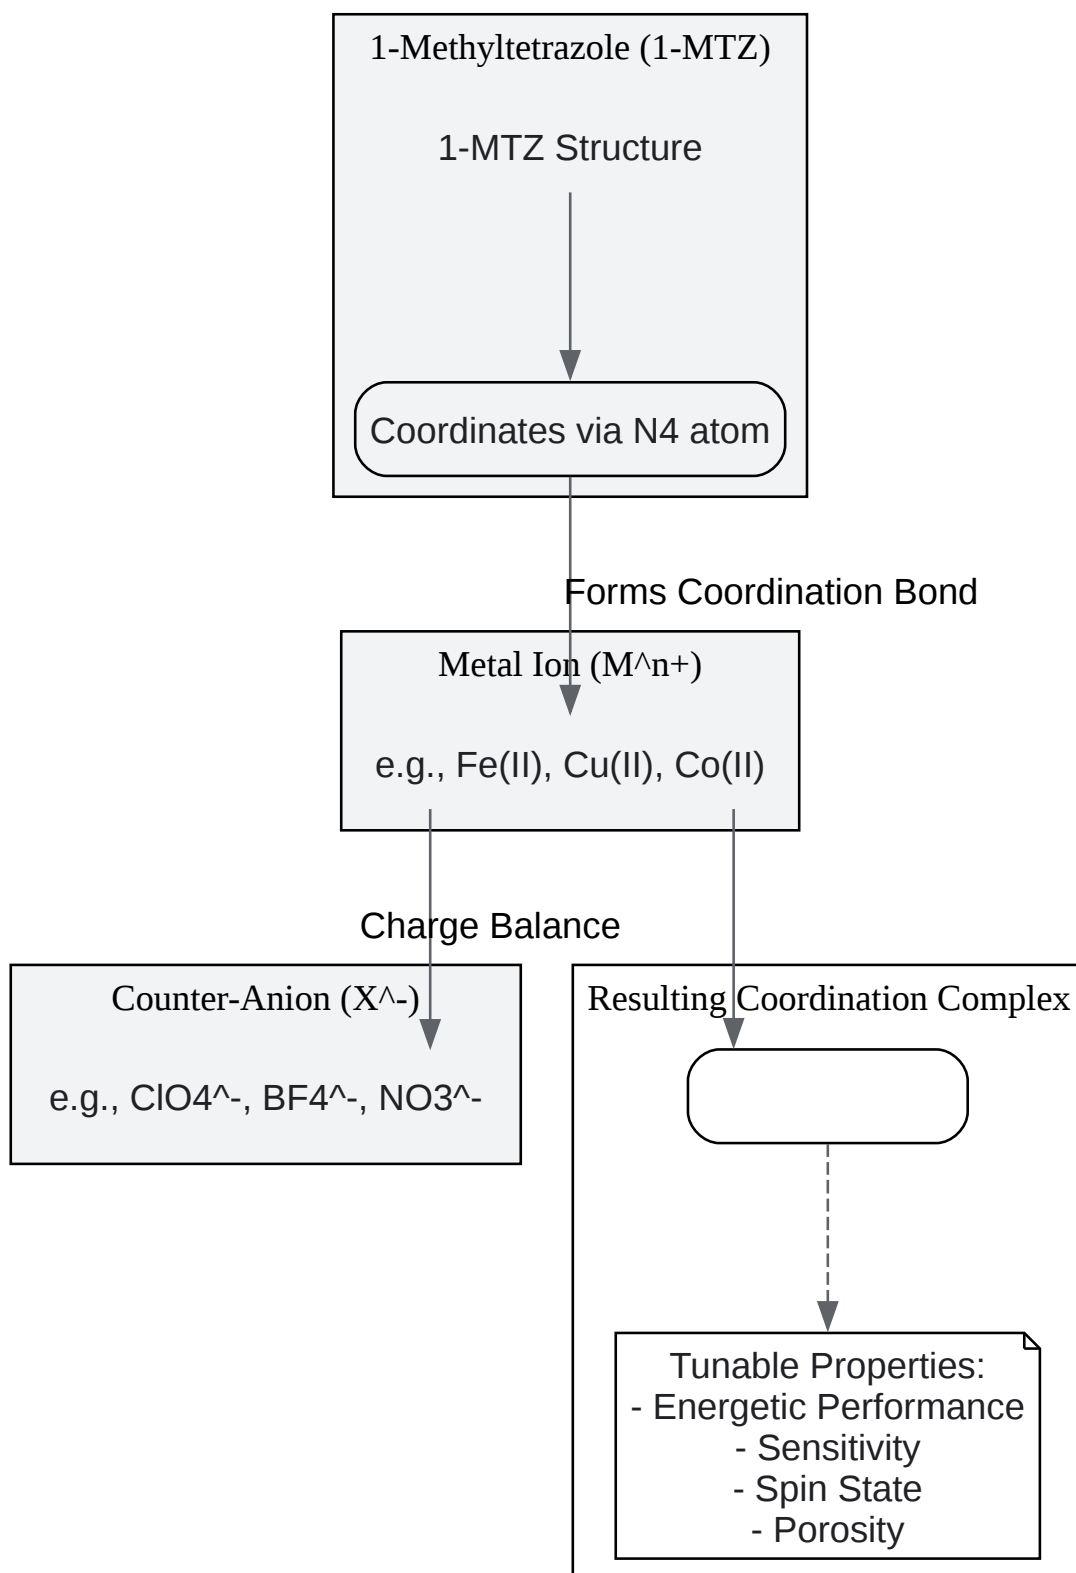 1-Methyltetrazole (1-MTZ)
1-MTZ Structure
Coordinates via N4 atom
Forms Coordination Bond
Metal Ion (M^n+)
e.g., Fe(II), Cu(II), Co(II)
Charge Balance
Counter-Anion (X^-)
e.g., ClO4^-, BF4^-, NO3^-
Resulting Coordination Complex
Tunable Properties:
- Energetic Performance
- Sensitivity
- Spin State
- Porosity